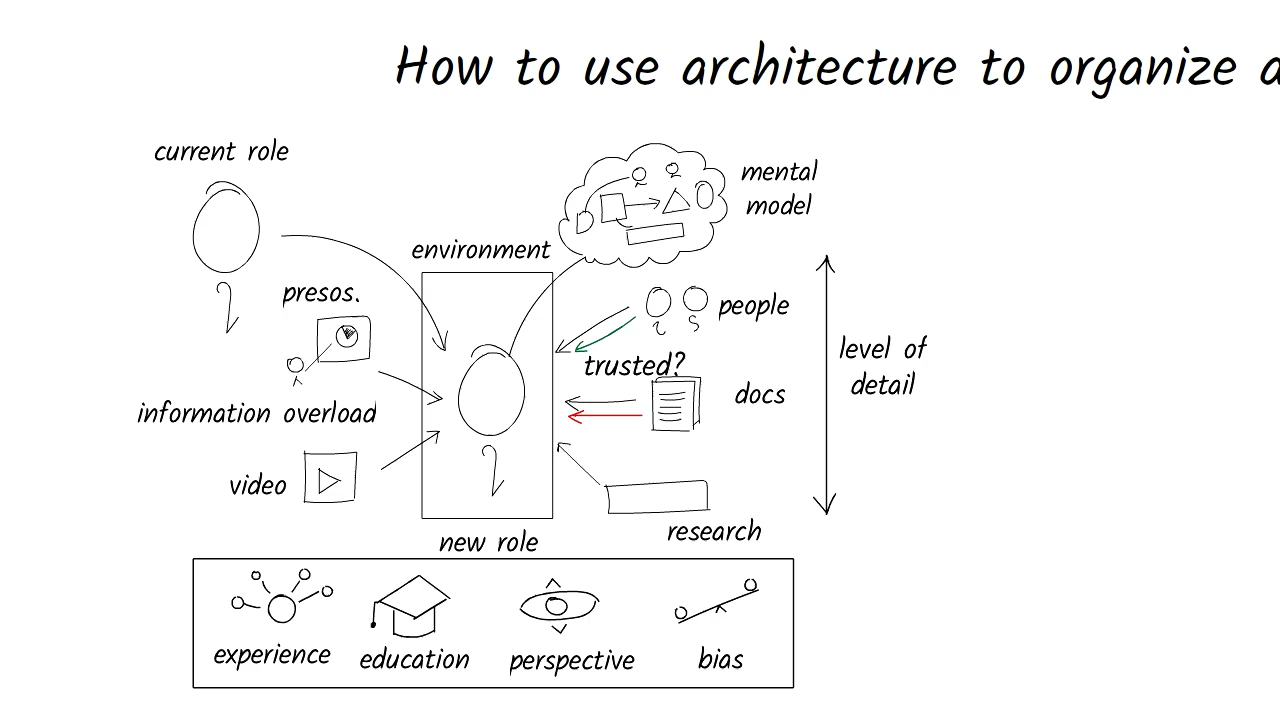 How to use architecture to organize
current role
mental
model
environment
presos.
people
level of
detail
trusted?
docs
information overload
video
research
new role
experience
education
perspective
bias